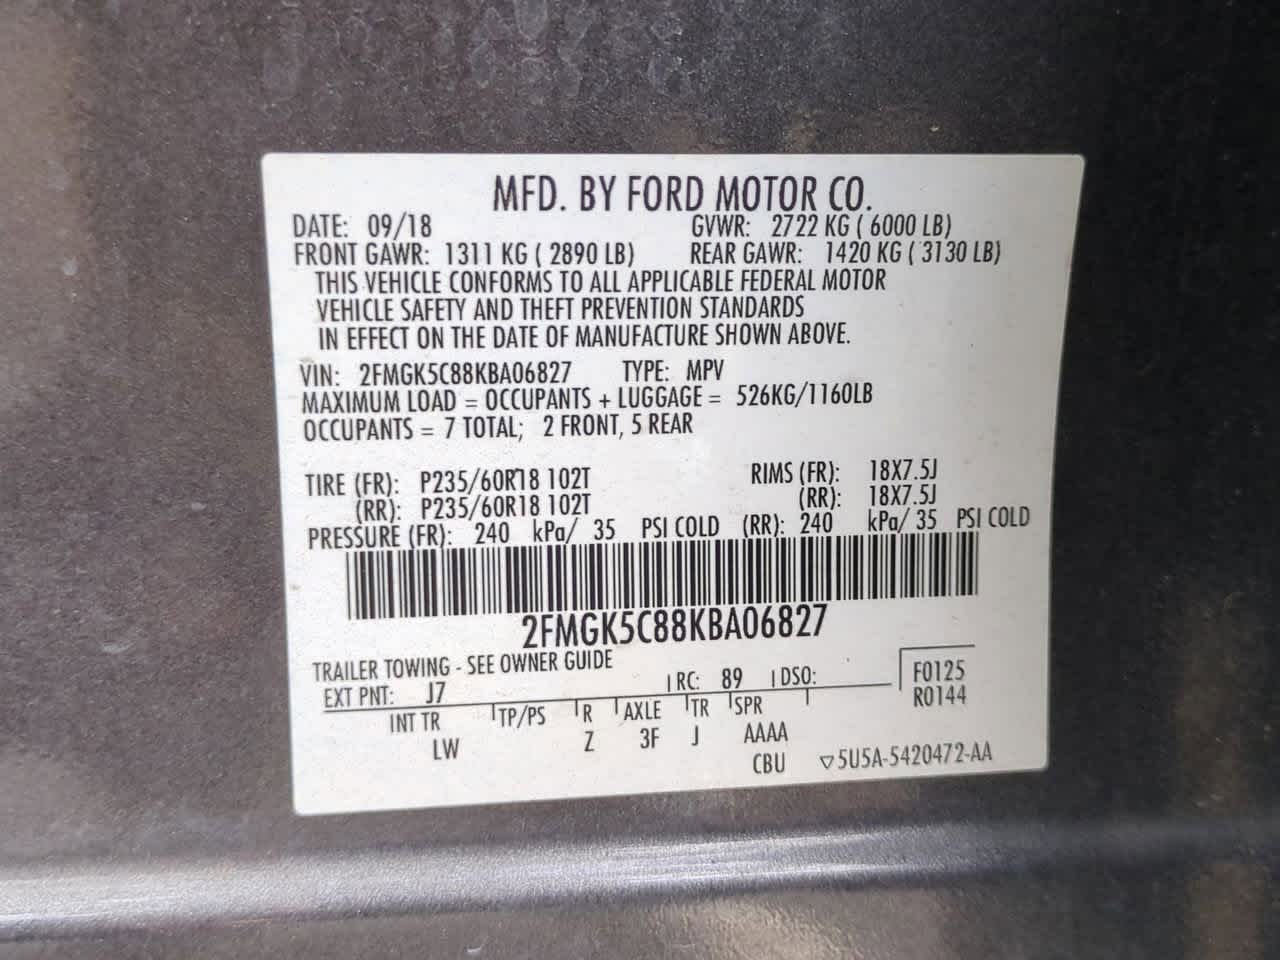 MFD. BY FORD MOTOR CO.
DATE: 09/18 GVWR: 2722 KG ( 6000 LB)
FRONT GAWR: 1311 KG ( 2890 LB) REAR GAWR: 1420 KG ( 3130 LB)
THIS VEHICLE CONFORMS TO ALL APPLICABLE FEDERAL MOTOR
VEHICLE SAFETY AND THEFT PREVENTION STANDARDS
IN EFFECT ON THE DATE OF MANUFACTURE SHOWN ABOVE.
VIN: 2FMGK5C88KBA06827 TYPE: MPV
MAXIMUM LOAD = OCCUPANTS + LUGGAGE = 526KG/1160LB
OCCUPANTS = 7 TOTAL; 2 FRONT, 5 REAR
TIRE (FR): P235/60R18 102T RIMS (FR): 18X7.5J
(RR): P235/60R18 102T (RR): 18X7.5J
PRESSURE (FR): 240 kPa/ 35 PSI COLD (RR): 240 kPa/ 35 PSI COLD
2FMGK5C88KBA06827
TRAILER TOWING - SEE OWNER GUIDE
EXT PNT: J7 RC: 89 DSO: F0125
R0144
INT TR TP/PS R AXLE TR SPR
LW Z 3F J AAAA
CBU ▽5U5A-5420472-AA